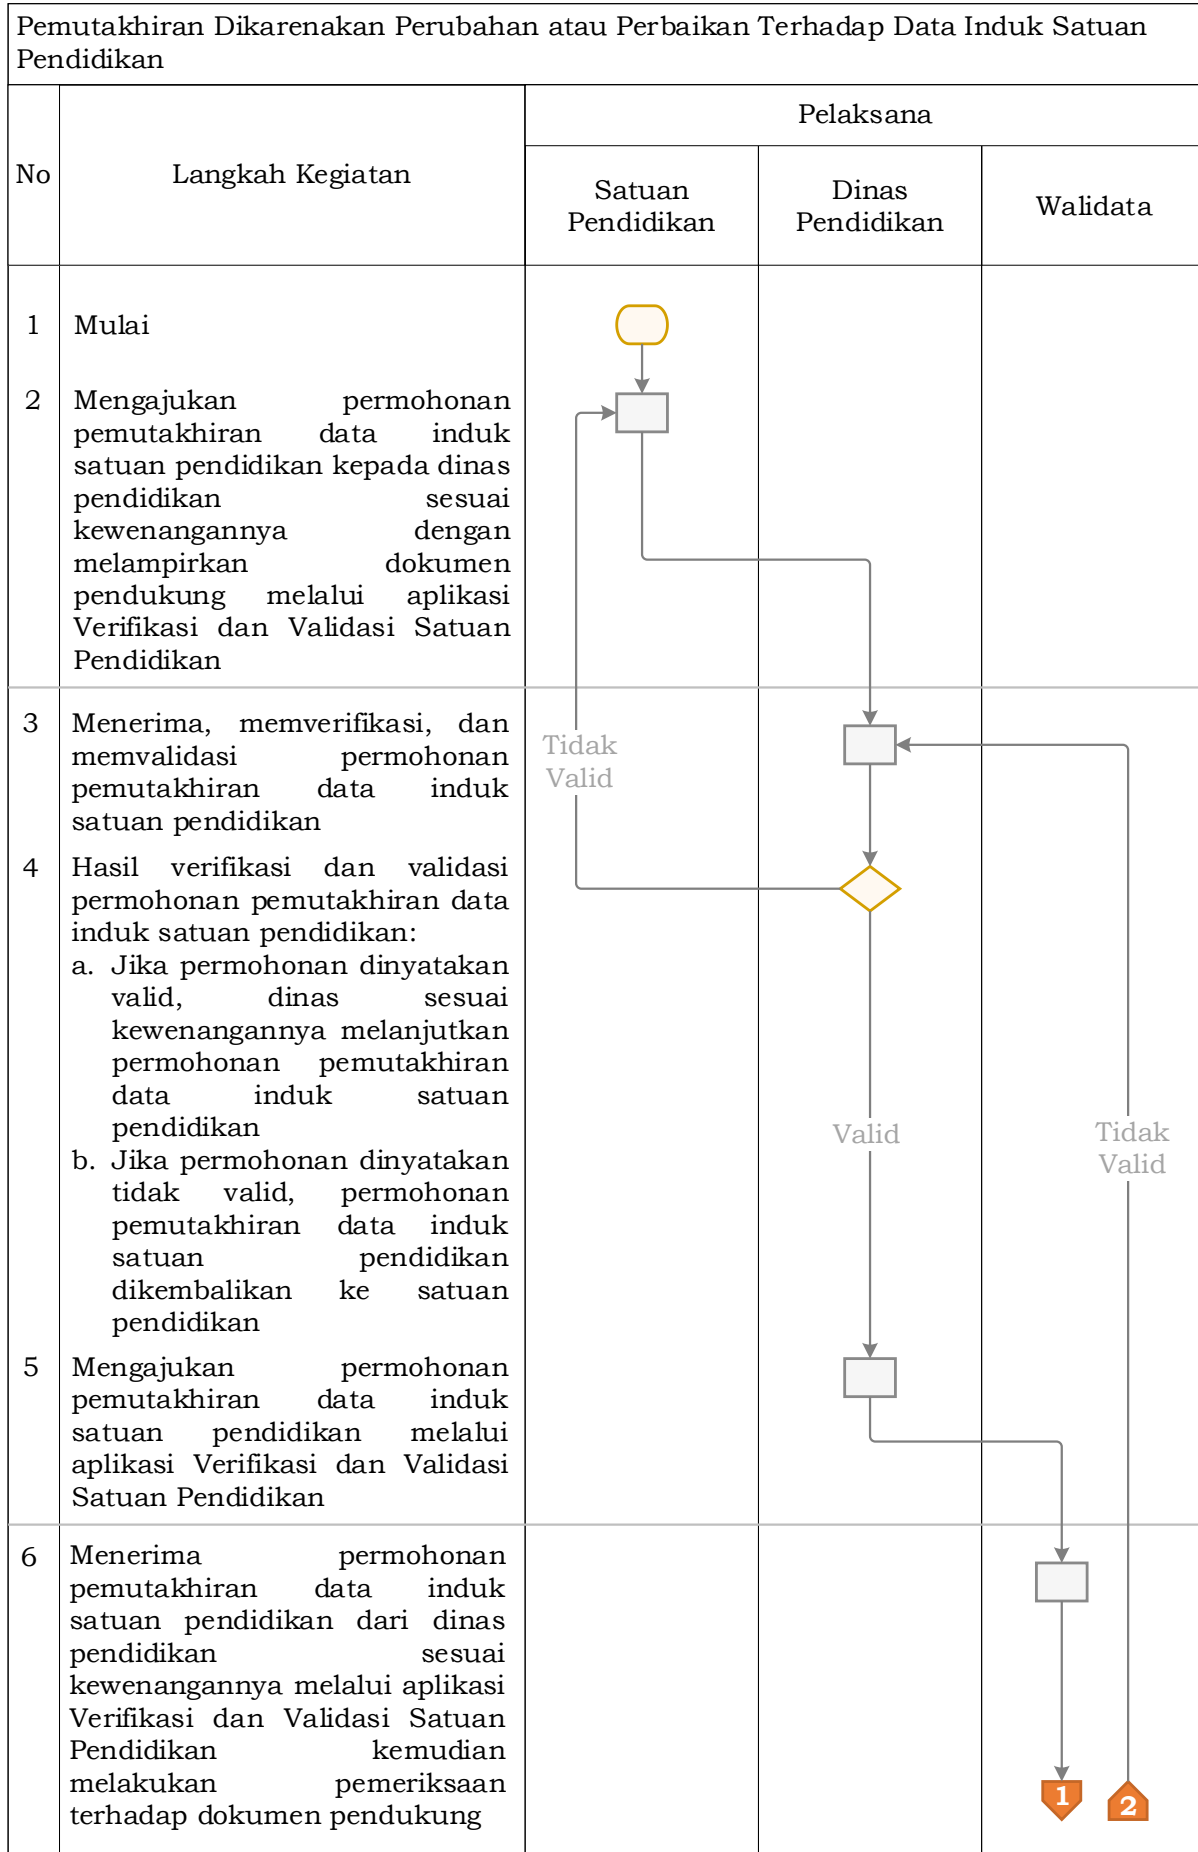 Pemutakhiran Dikarenakan Perubahan atau Perbaikan Terhadap Data Induk Satuan
Pendidikan
No
Langkah Kegiatan
Pelaksana
Satuan
Pendidikan
Dinas
Pendidikan
Walidata
1
Mulai
2
Mengajukan permohonan
pemutakhiran data induk
satuan pendidikan kepada dinas
pendidikan sesuai
kewenangannya dengan
melampirkan dokumen
pendukung melalui aplikasi
Verifikasi dan Validasi Satuan
Pendidikan
3
Menerima, memverifikasi, dan
memvalidasi permohonan
pemutakhiran data induk
satuan pendidikan
Tidak
Valid
4
Hasil verifikasi dan validasi
permohonan pemutakhiran data
induk satuan pendidikan:
a. Jika permohonan dinyatakan
valid, dinas sesuai
kewenangannya melanjutkan
permohonan pemutakhiran
data induk satuan
pendidikan
b. Jika permohonan dinyatakan
tidak valid, permohonan
pemutakhiran data induk
satuan pendidikan
dikembalikan ke satuan
pendidikan
Valid
Tidak
Valid
5
Mengajukan permohonan
pemutakhiran data induk
satuan pendidikan melalui
aplikasi Verifikasi dan Validasi
Satuan Pendidikan
6
Menerima permohonan
pemutakhiran data induk
satuan pendidikan dari dinas
pendidikan sesuai
kewenangannya melalui aplikasi
Verifikasi dan Validasi Satuan
Pendidikan kemudian
melakukan pemeriksaan
terhadap dokumen pendukung
1
2